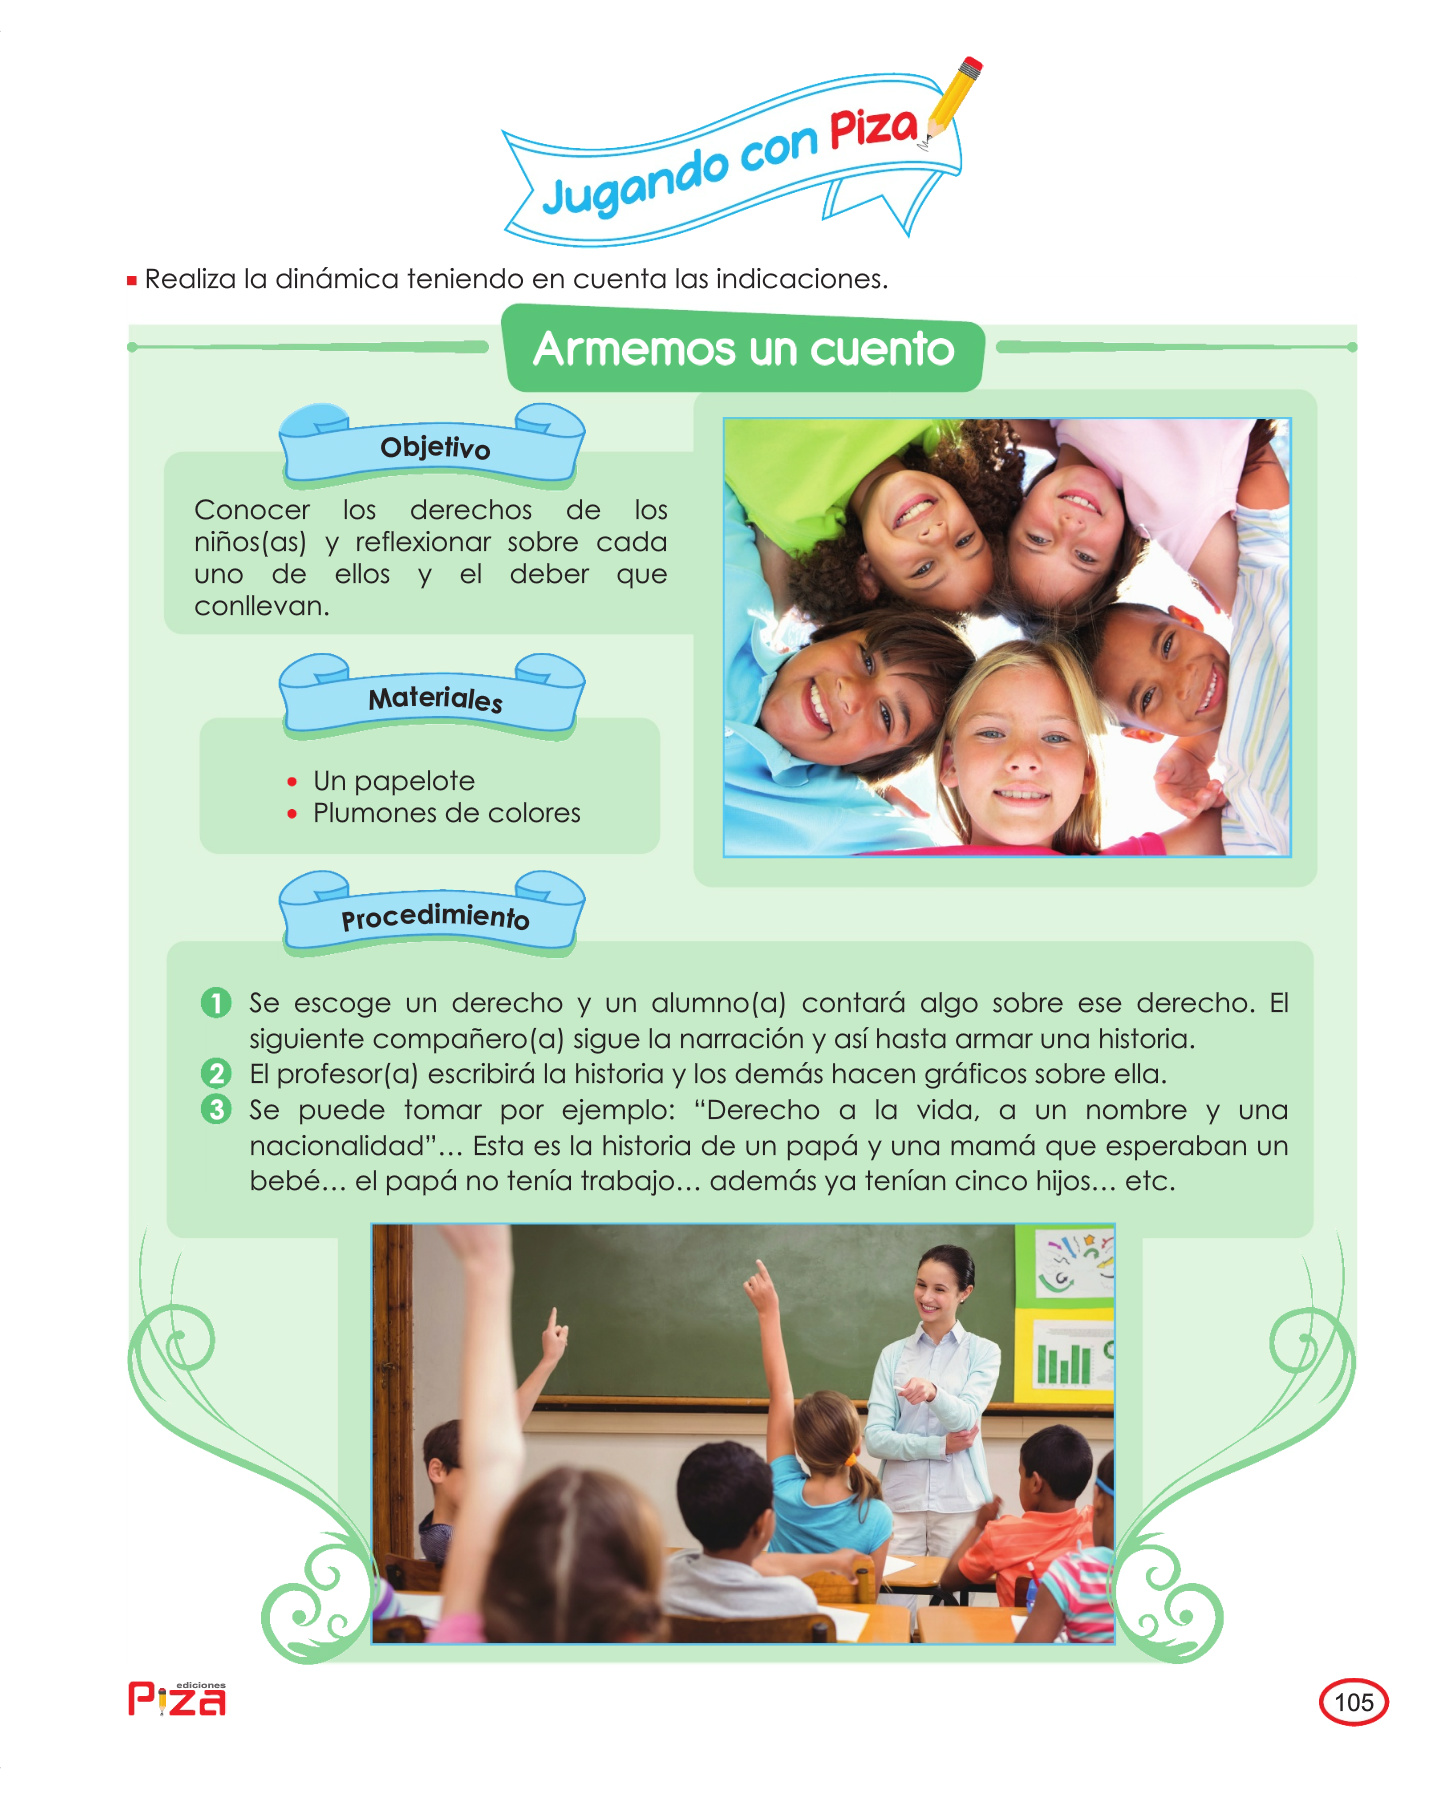 Jugando con Piza
Realiza la dinámica teniendo en cuenta las indicaciones.
Armemos un cuento
Objetivo
Conocer los derechos de los
niños(as) y reflexionar sobre cada
uno de ellos y el deber que
conllevan.
Materiales
• Un papelote
• Plumones de colores
Procedimiento
1 Se escoge un derecho y un alumno(a) contará algo sobre ese derecho. El
siguiente compañero(a) sigue la narración y así hasta armar una historia.
2 El profesor(a) escribirá la historia y los demás hacen gráficos sobre ella.
3 Se puede tomar por ejemplo: “Derecho a la vida, a un nombre y una
nacionalidad”… Esta es la historia de un papá y una mamá que esperaban un
bebé… el papá no tenía trabajo… además ya tenían cinco hijos… etc.
ediciones
Piza
105